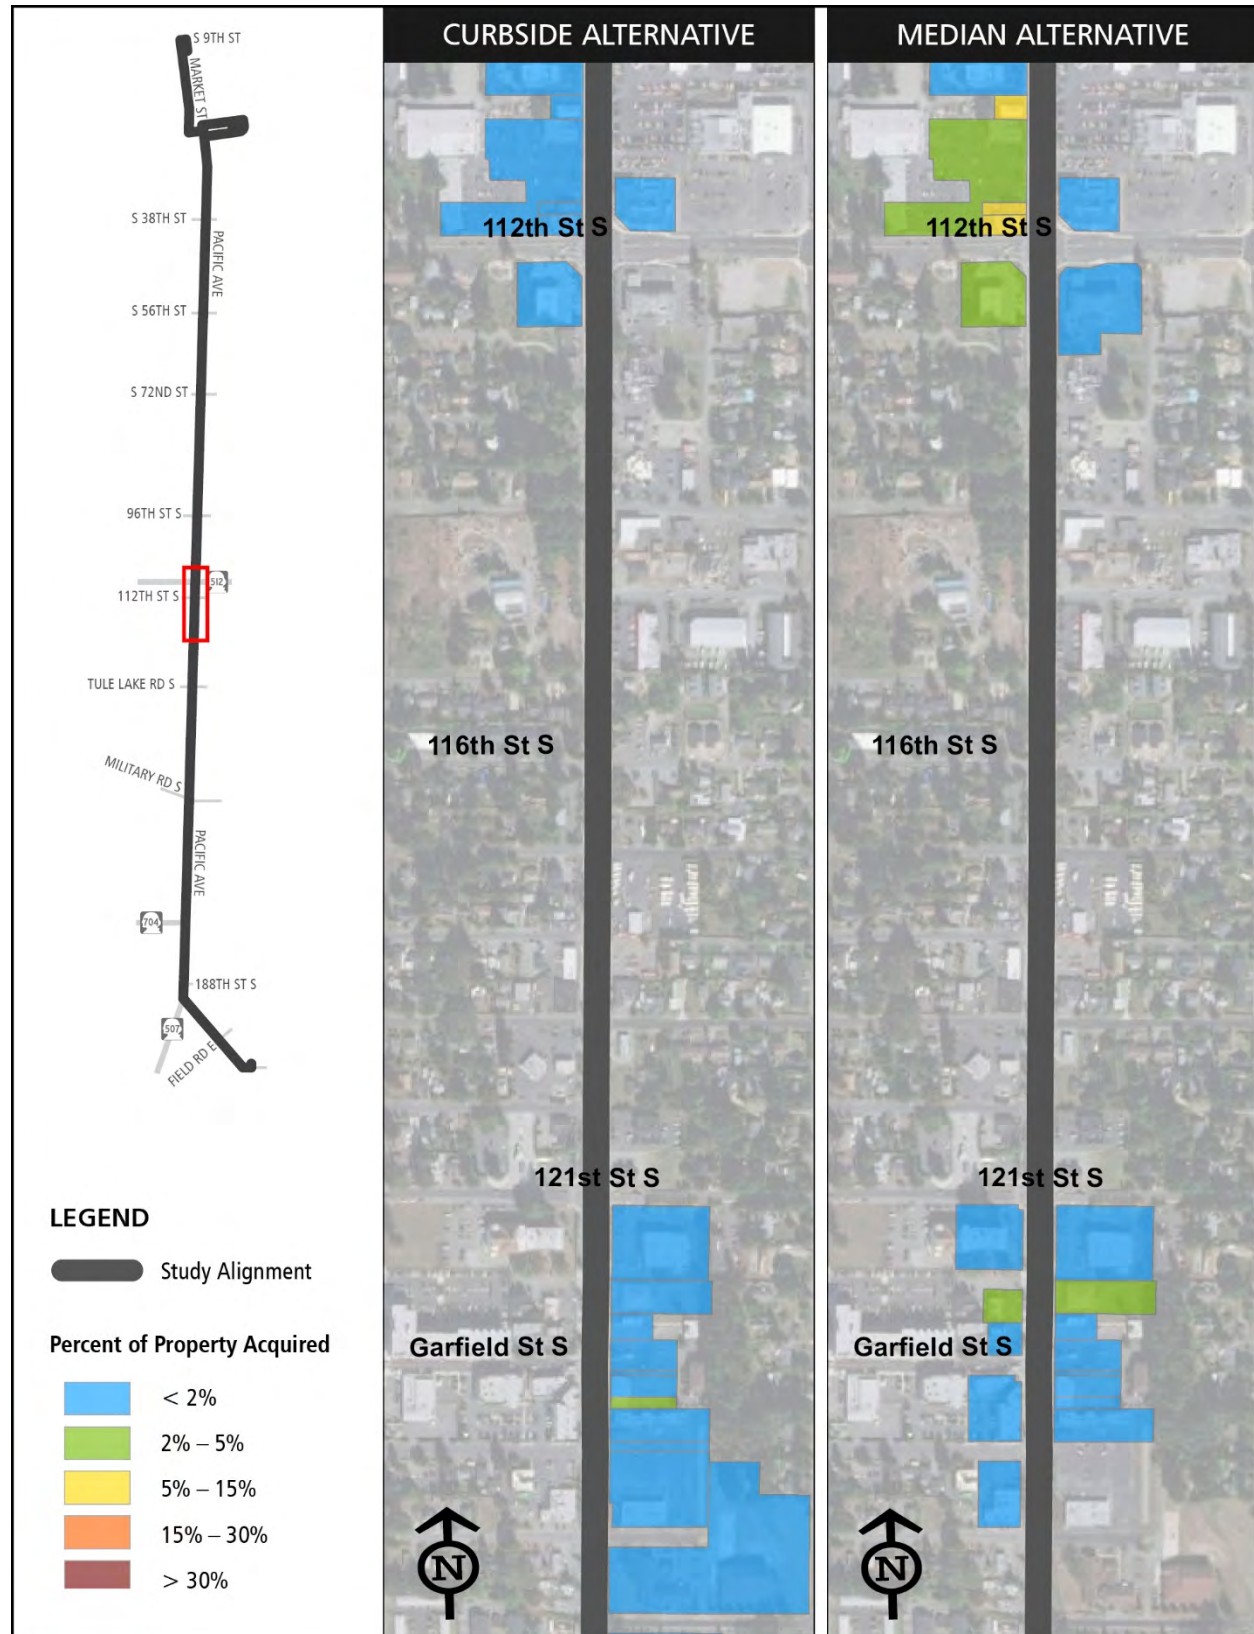 S 9TH ST
MARKET ST
S 38TH ST
PACIFIC AVE
S 56TH ST
S 72ND ST
96TH ST S
512
112TH ST S
TULE LAKE RD S
MILITARY RD S
PACIFIC AVE
704
188TH ST S
507
FIELD RD E
LEGEND
Study Alignment
Percent of Property Acquired
< 2%
2% – 5%
5% – 15%
15% – 30%
> 30%
CURBSIDE ALTERNATIVE
112th St S
116th St S
121st St S
Garfield St S
N
MEDIAN ALTERNATIVE
112th St S
116th St S
121st St S
Garfield St S
N